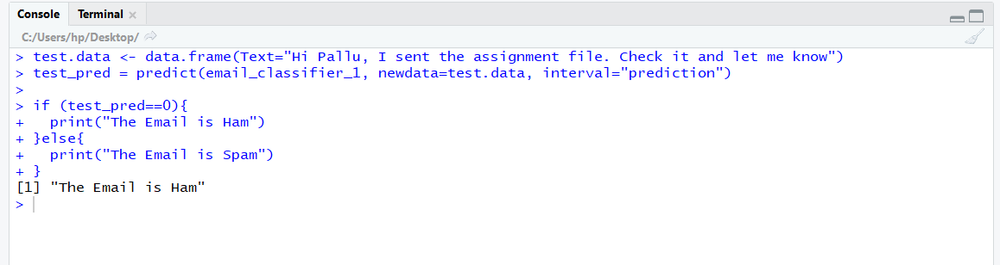 Console Terminal ×
C:/Users/hp/Desktop/
> test.data <- data.frame(Text="Hi Pallu, I sent the assignment file. Check it and let me know")
> test_pred = predict(email_classifier_1, newdata=test.data, interval="prediction")
>
> if (test_pred==0){
+   print("The Email is Ham")
+ }else{
+   print("The Email is Spam")
+ }
[1] "The Email is Ham"
>